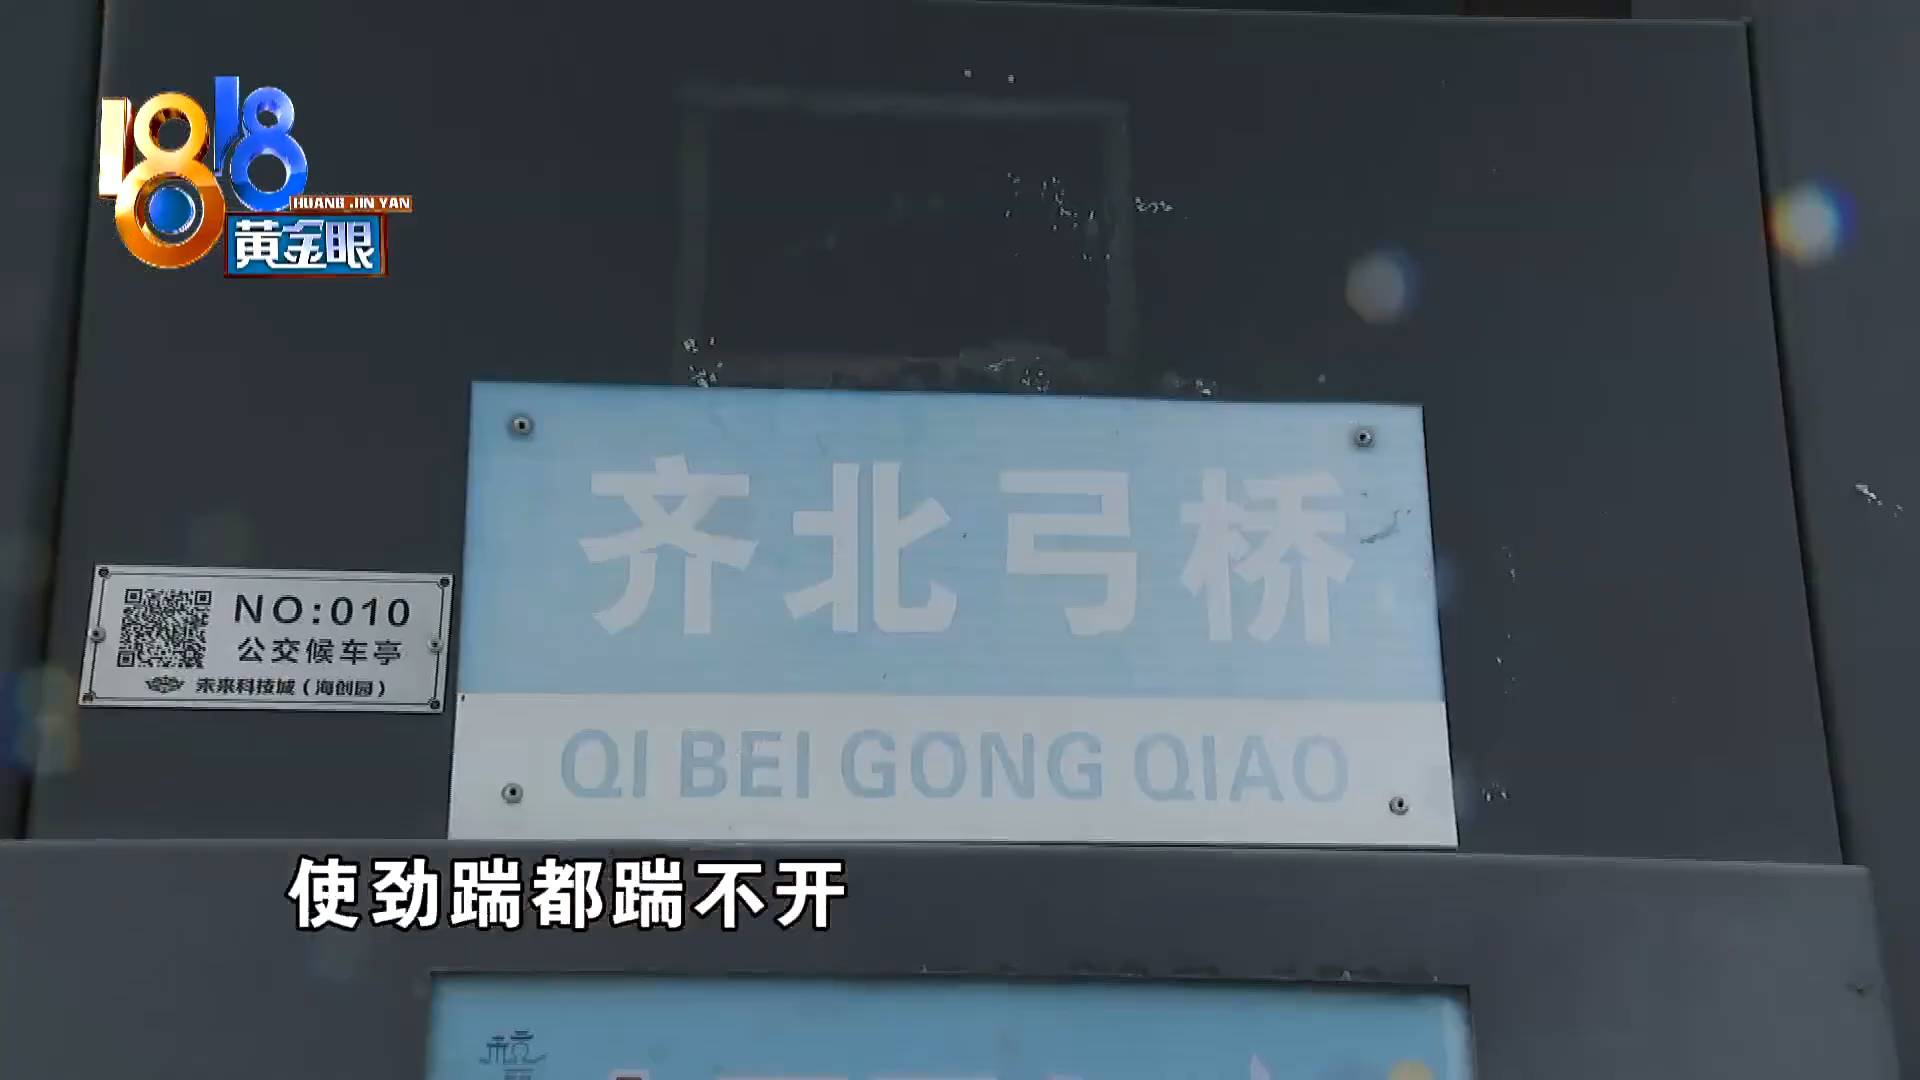 1818
HUANG JIN YAN
黄金眼
齐北弓桥
NO:010
公交候车亭
未来科技城(海创园)
QI BEI GONG QIAO
使劲踹都踹不开
杭